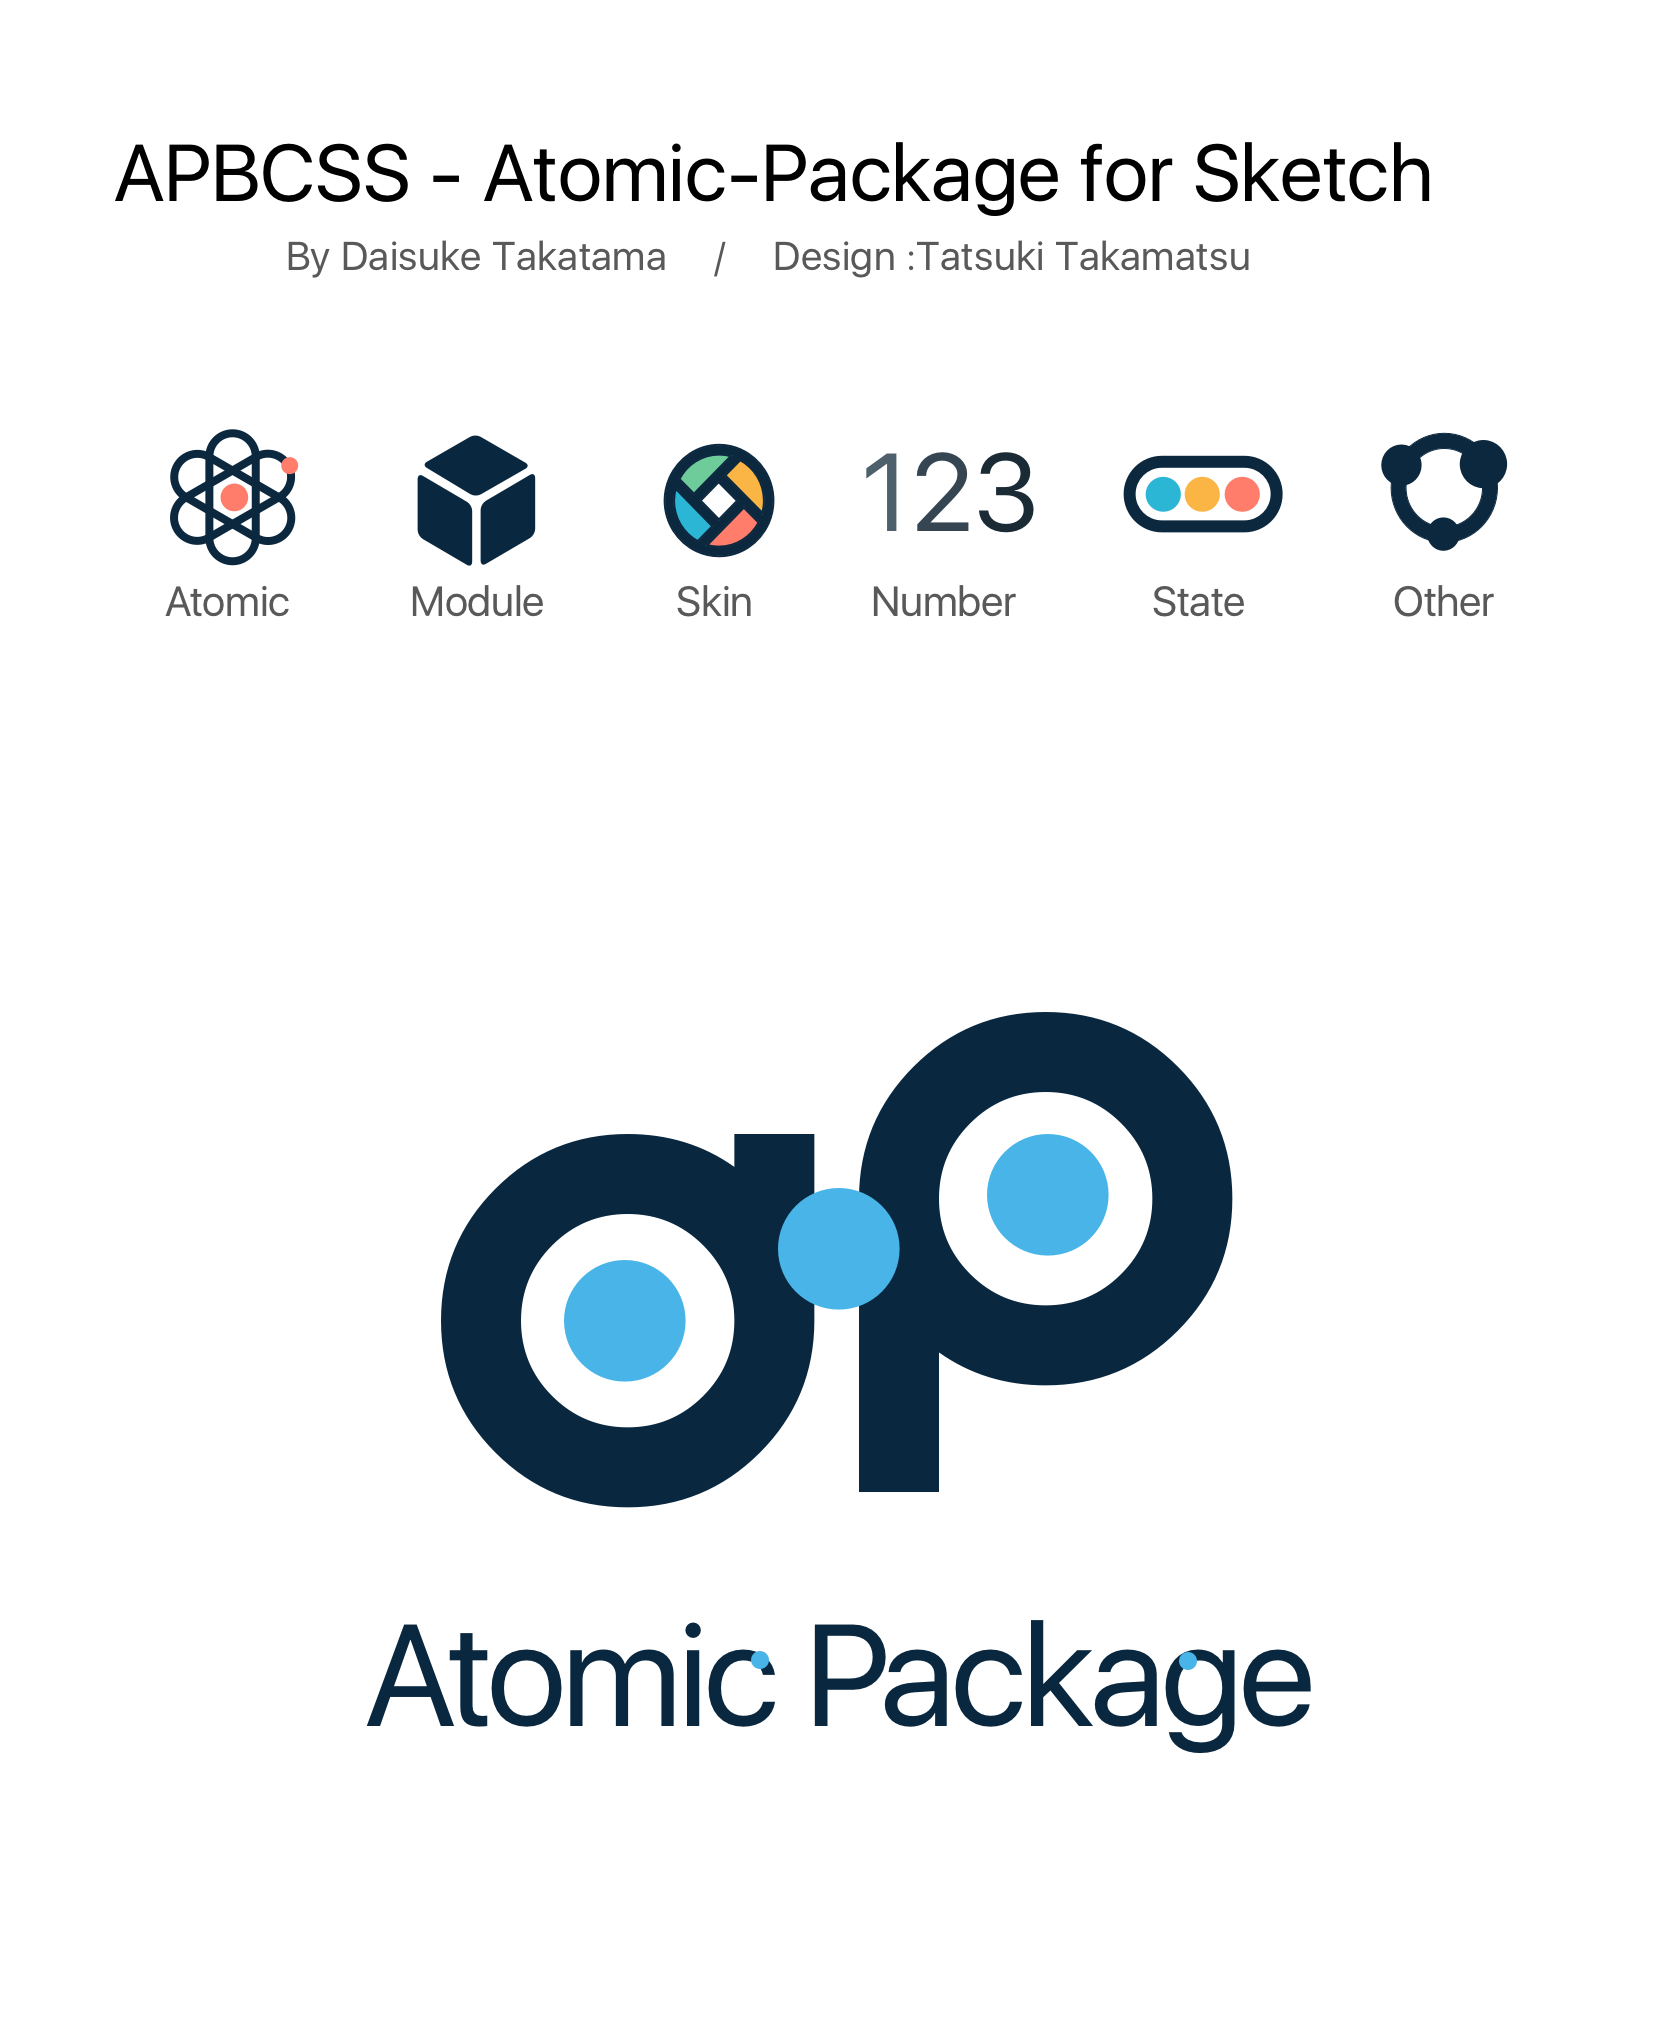 APBCSS - Atomic-Package for Sketch
By Daisuke Takatama / Design :Tatsuki Takamatsu
123
Atomic Module Skin Number State Other
ap
Atomic Package